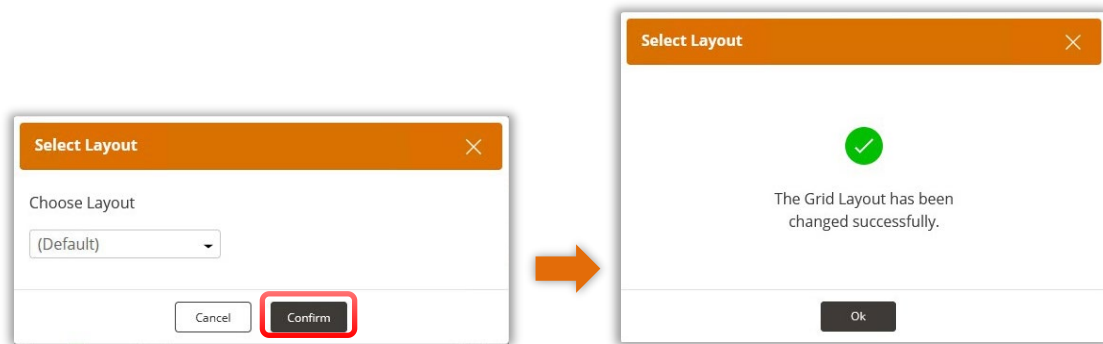 Select Layout
Choose Layout
(Default)
Cancel
Confirm
Select Layout
The Grid Layout has been
changed successfully.
Ok